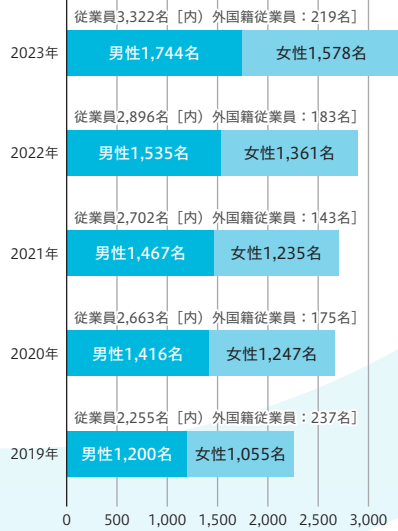 従業員3,322名［内）外国籍従業員：219名］
2023年 男性1,744名 女性1,578名
従業員2,896名［内）外国籍従業員：183名］
2022年 男性1,535名 女性1,361名
従業員2,702名［内）外国籍従業員：143名］
2021年 男性1,467名 女性1,235名
従業員2,663名［内）外国籍従業員：175名］
2020年 男性1,416名 女性1,247名
従業員2,255名［内）外国籍従業員：237名］
2019年 男性1,200名 女性1,055名
0 500 1,000 1,500 2,000 2,500 3,000